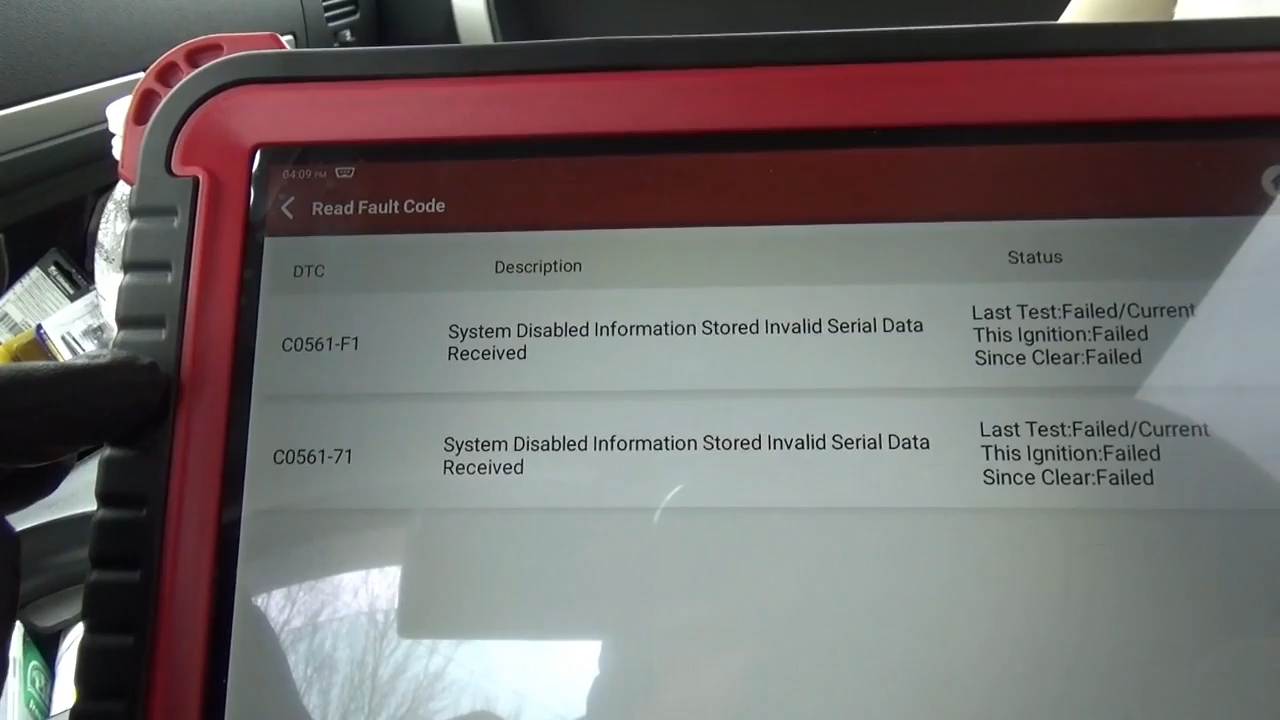 04:09 PM
Read Fault Code
DTC Description Status
C0561-F1 System Disabled Information Stored Invalid Serial Data Received Last Test:Failed/Current
This Ignition:Failed
Since Clear:Failed
C0561-71 System Disabled Information Stored Invalid Serial Data Received Last Test:Failed/Current
This Ignition:Failed
Since Clear:Failed